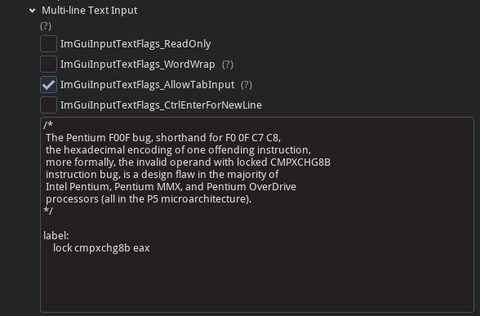 Multi-line Text Input
(?)
ImGuiInputTextFlags_ReadOnly
ImGuiInputTextFlags_WordWrap (?)
ImGuiInputTextFlags_AllowTabInput (?)
ImGuiInputTextFlags_CtrlEnterForNewLine
/*
The Pentium F00F bug, shorthand for F0 0F C7 C8,
the hexadecimal encoding of one offending instruction,
more formally, the invalid operand with locked CMPXCHG8B
instruction bug, is a design flaw in the majority of
Intel Pentium, Pentium MMX, and Pentium OverDrive
processors (all in the P5 microarchitecture).
*/
label:
lock cmpxchg8b eax